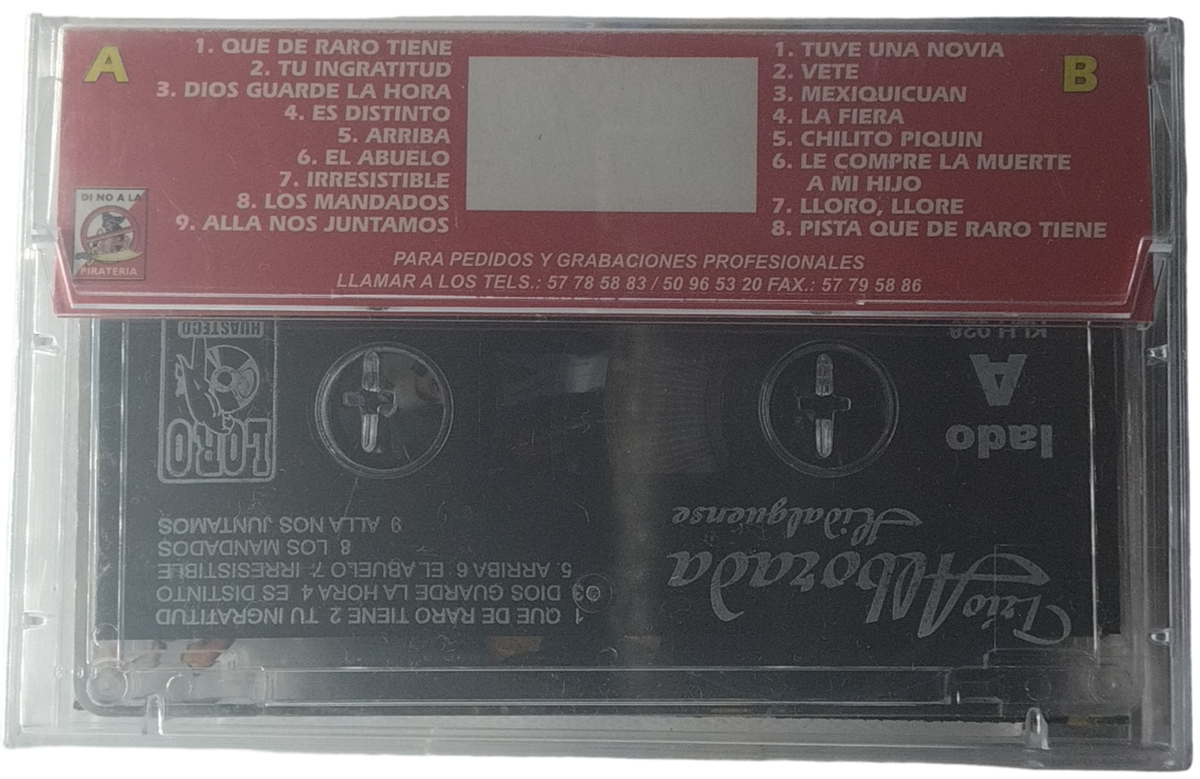 A
1. QUE DE RARO TIENE
2. TU INGRATITUD
3. DIOS GUARDE LA HORA
4. ES DISTINTO
5. ARRIBA
6. EL ABUELO
7. IRRESISTIBLE
8. LOS MANDADOS
9. ALLA NOS JUNTAMOS
DI NO A LA
PIRATERIA
B
1. TUVE UNA NOVIA
2. VETE
3. MEXIQUICUAN
4. LA FIERA
5. CHILITO PIQUIN
6. LE COMPRE LA MUERTE
A MI HIJO
7. LLORO, LLORE
8. PISTA QUE DE RARO TIENE
PARA PEDIDOS Y GRABACIONES PROFESIONALES
LLAMAR A LOS TELS.: 57 78 58 83 / 50 96 53 20 FAX.: 57 79 58 86
Trio Alborada
Hidalguense
1 QUE DE RARO TIENE 2 TU INGRATITUD
3 DIOS GUARDE LA HORA 4 ES DISTINTO
5. ARRIBA 6 EL ABUELO 7 IRRESISTIBLE
8 LOS MANDADOS
9 ALLA NOS JUNTAMOS
lado
A
LORO
HUASTECO